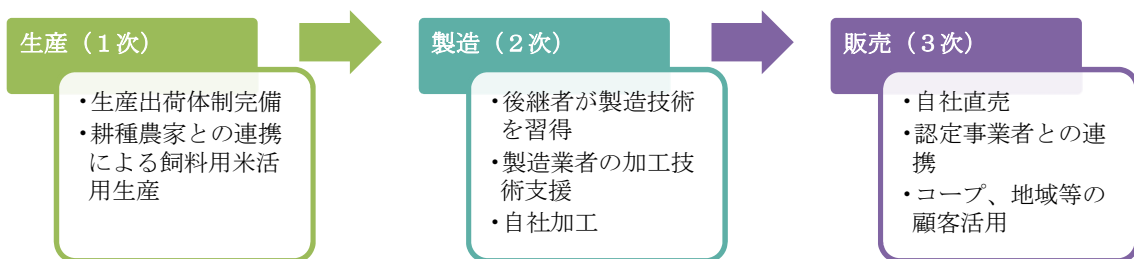 生産（１次）
・生産出荷体制完備
・耕種農家との連携
による飼料用米活
用生産
製造（２次）
・後継者が製造技術
を習得
・製造業者の加工技
術支援
・自社加工
販売（３次）
・自社直売
・認定事業者との連
携
・コープ、地域等の
顧客活用